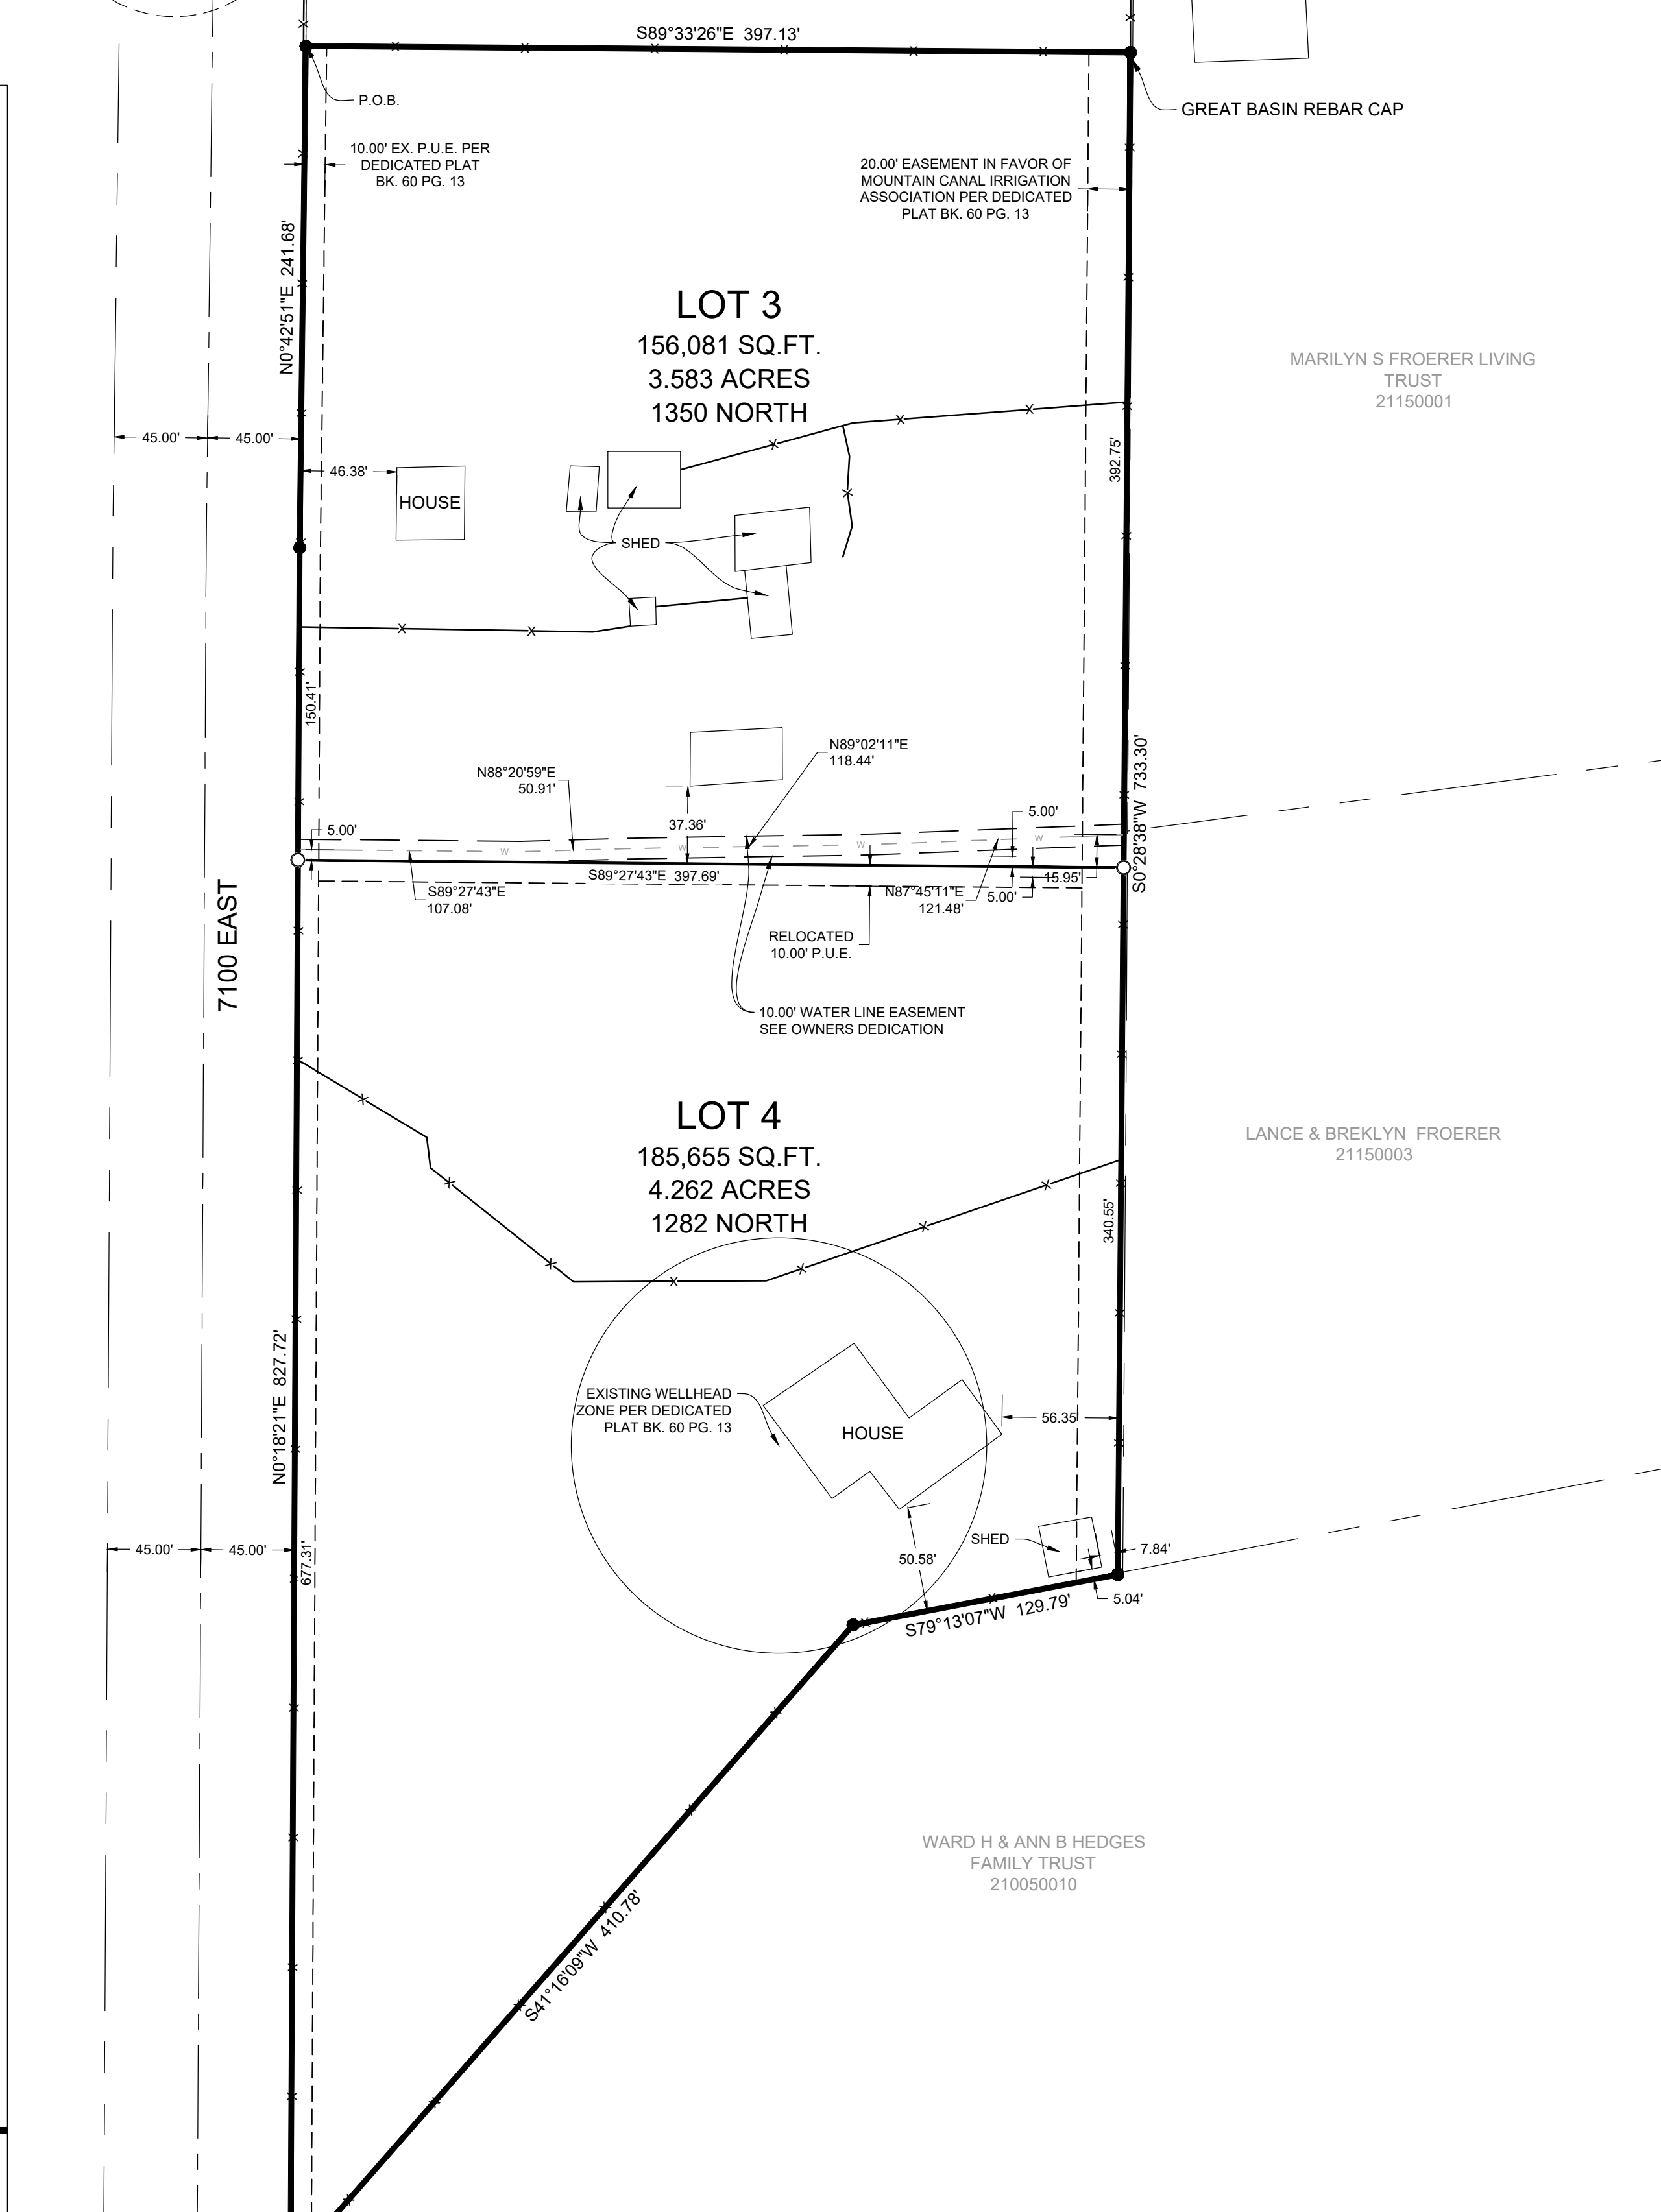 S89°33'26"E 397.13'
P.O.B.
GREAT BASIN REBAR CAP
10.00' EX. P.U.E. PER
DEDICATED PLAT
BK. 60 PG. 13
20.00' EASEMENT IN FAVOR OF
MOUNTAIN CANAL IRRIGATION
ASSOCIATION PER DEDICATED
PLAT BK. 60 PG. 13
N0°42'51"E 241.68'
LOT 3
156,081 SQ.FT.
3.583 ACRES
1350 NORTH
MARILYN S FROERER LIVING
TRUST
21150001
45.00'
45.00'
46.38'
392.75'
HOUSE
SHED
150.41'
N89°02'11"E
118.44'
N88°20'59"E
50.91'
S0°28'38"W 733.30'
5.00'
37.36'
5.00'
W
W
W
W
S89°27'43"E 397.69'
15.95'
S89°27'43"E
107.08'
N87°45'11"E
121.48'
5.00'
7100 EAST
RELOCATED
10.00' P.U.E.
10.00' WATER LINE EASEMENT
SEE OWNERS DEDICATION
LOT 4
185,655 SQ.FT.
4.262 ACRES
1282 NORTH
LANCE & BREKLYN FROERER
21150003
340.55'
N0°18'21"E 827.72'
EXISTING WELLHEAD
ZONE PER DEDICATED
PLAT BK. 60 PG. 13
HOUSE
56.35'
45.00'
45.00'
677.31'
SHED
7.84'
50.58'
5.04'
S79°13'07"W 129.79'
WARD H & ANN B HEDGES
FAMILY TRUST
210050010
S41°16'09"W 410.78'